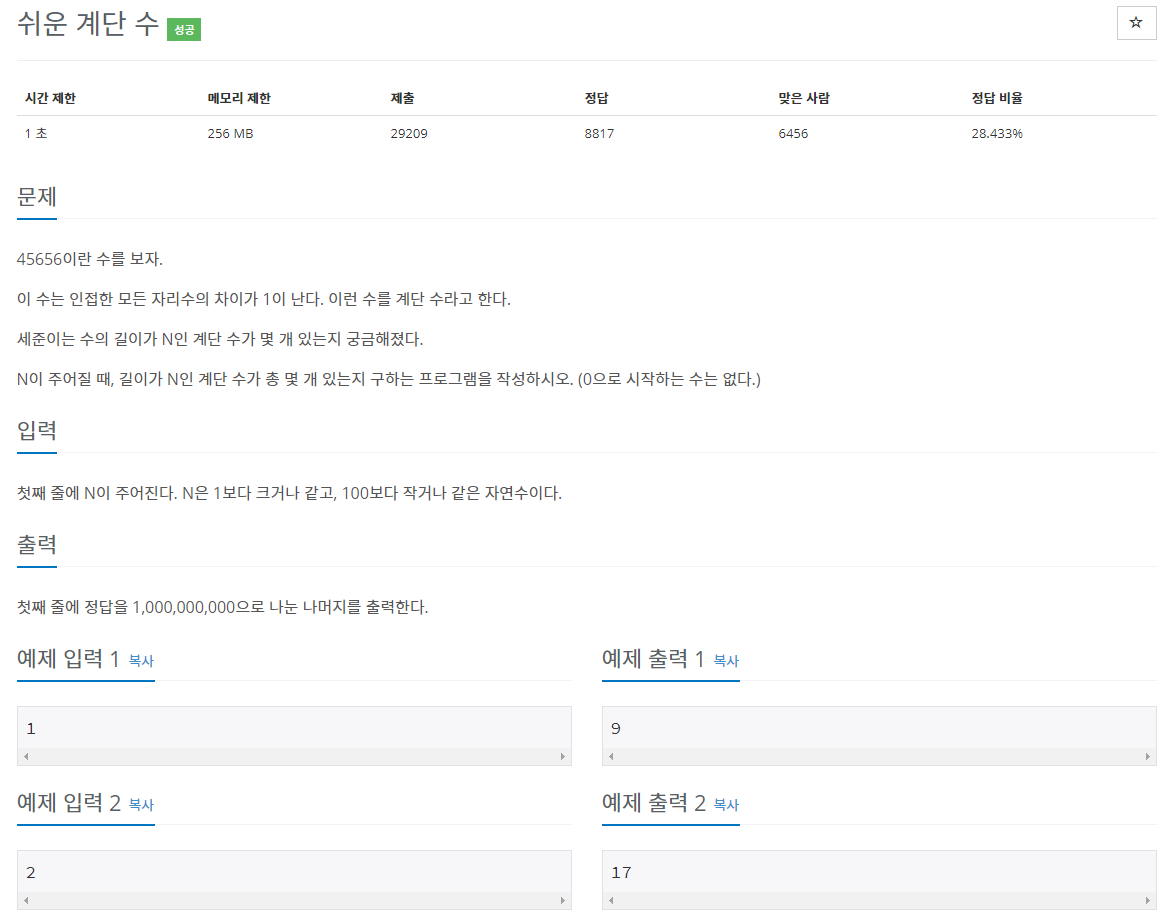 쉬운 계단 수 성공
☆
시간 제한 메모리 제한 제출 정답 맞은 사람 정답 비율
1 초 256 MB 29209 8817 6456 28.433%
문제
45656이란 수를 보자.
이 수는 인접한 모든 자리수의 차이가 1이 난다. 이런 수를 계단 수라고 한다.
세준이는 수의 길이가 N인 계단 수가 몇 개 있는지 궁금해졌다.
N이 주어질 때, 길이가 N인 계단 수가 총 몇 개 있는지 구하는 프로그램을 작성하시오. (0으로 시작하는 수는 없다.)
입력
첫째 줄에 N이 주어진다. N은 1보다 크거나 같고, 100보다 작거나 같은 자연수이다.
출력
첫째 줄에 정답을 1,000,000,000으로 나눈 나머지를 출력한다.
예제 입력 1 복사
1
예제 출력 1 복사
9
예제 입력 2 복사
2
예제 출력 2 복사
17